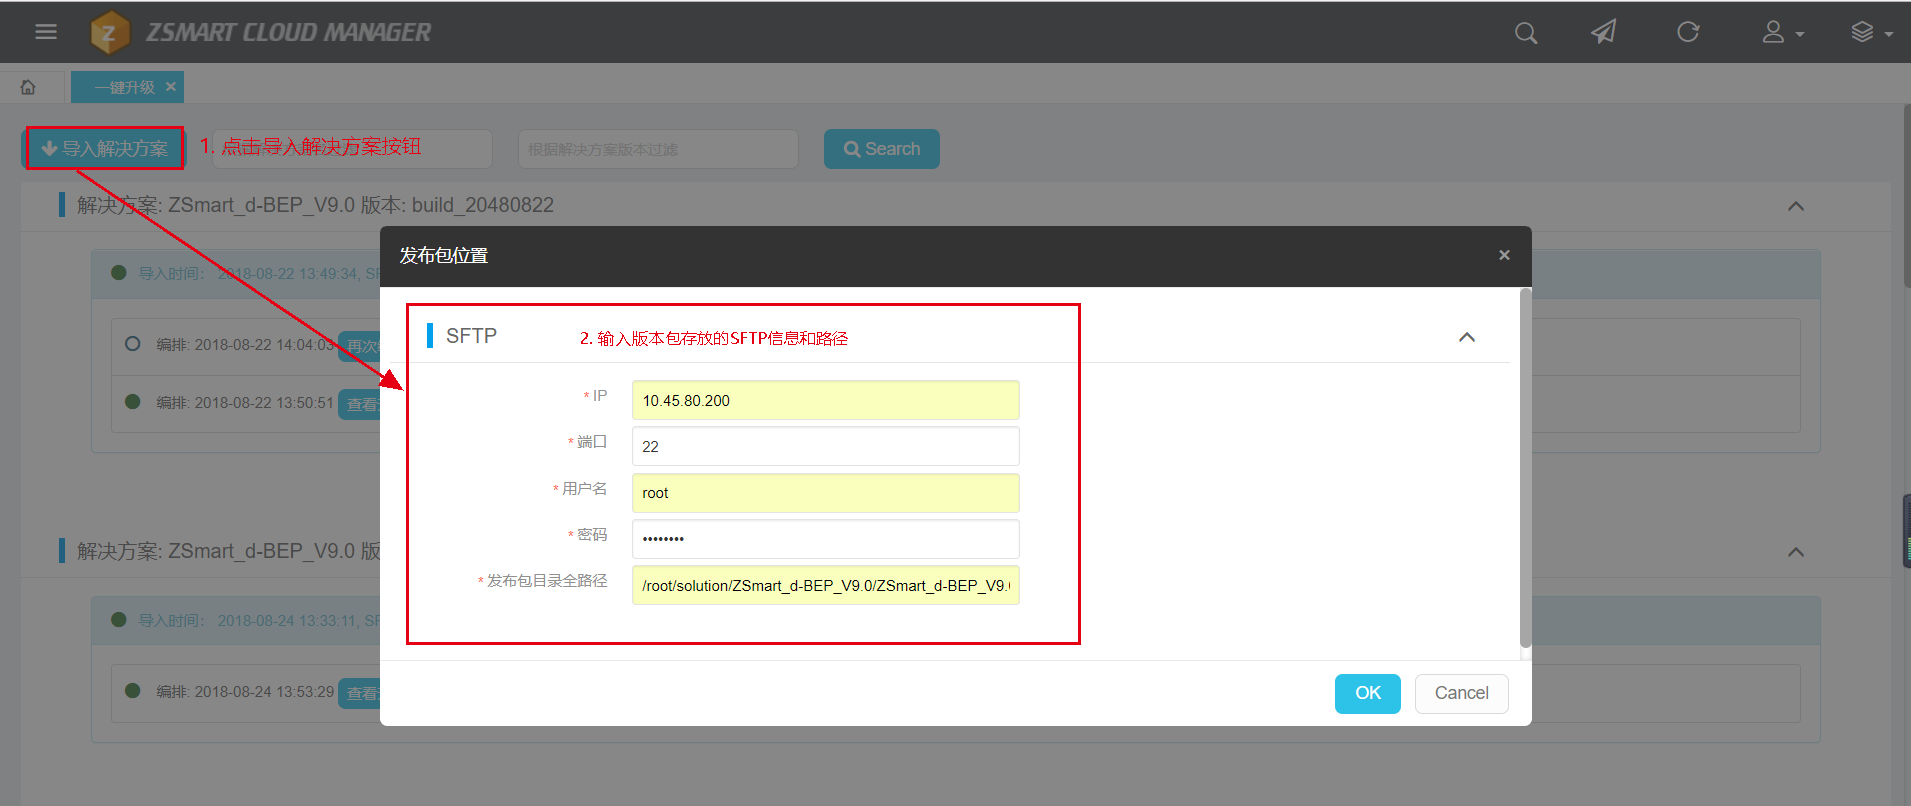 Z ZSMART CLOUD MANAGER
一键升级 ×
导入解决方案
1. 点击导入解决方案按钮
根据解决方案版本过滤
Search
解决方案: ZSmart_d-BEP_V9.0 版本: build_20480822
发布包位置 ×
导入时间: 2018-08-22 13:49:34, SF
SFTP
2. 输入版本包存放的SFTP信息和路径
编排: 2018-08-22 14:04:03 再次
* IP 10.45.80.200
编排: 2018-08-22 13:50:51 查看
* 端口 22
* 用户名 root
* 密码 ••••••••
解决方案: ZSmart_d-BEP_V9.0 版
* 发布包目录全路径 /root/solution/ZSmart_d-BEP_V9.0/ZSmart_d-BEP_V9.
导入时间: 2018-08-24 13:33:11, SF
编排: 2018-08-24 13:53:29 查看
OK Cancel